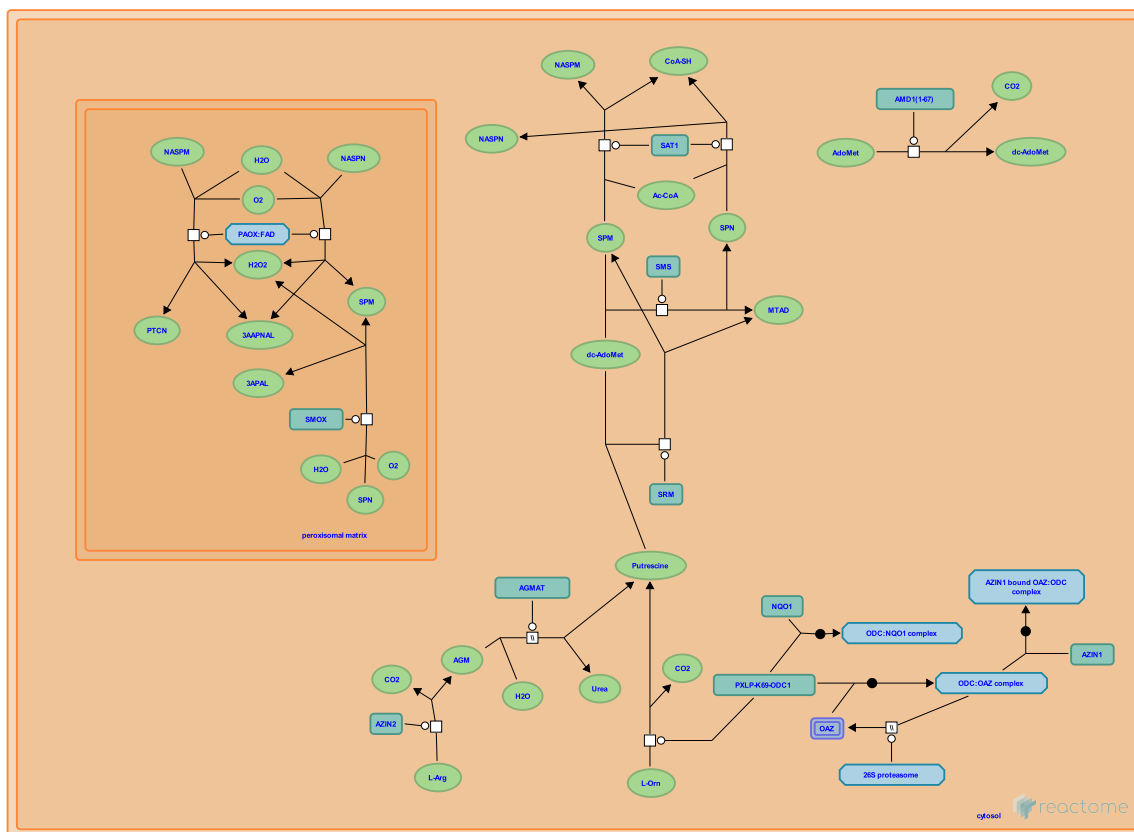 NASPM
CoA-SH
AMD1(1-67)
CO2
NASPN
SAT1
AdoMet
dc-AdoMet
Ac-CoA
SPM
SPN
SMS
MTAD
dc-AdoMet
SRM
NASPM
H2O
NASPN
O2
PAOX:FAD
H2O2
SPM
PTCN
3AAPNAL
3APAL
SMOX
H2O
O2
SPN
peroxisomal matrix
Putrescine
AGMAT
AGM
CO2
H2O
Urea
AZIN2
L-Arg
CO2
L-Orn
NQO1
ODC:NQO1 complex
PXLP-K69-ODC1
AZIN1 bound OAZ:ODC
complex
AZIN1
ODC:OAZ complex
OAZ
26S proteasome
\\
\\
cytosol
reactome